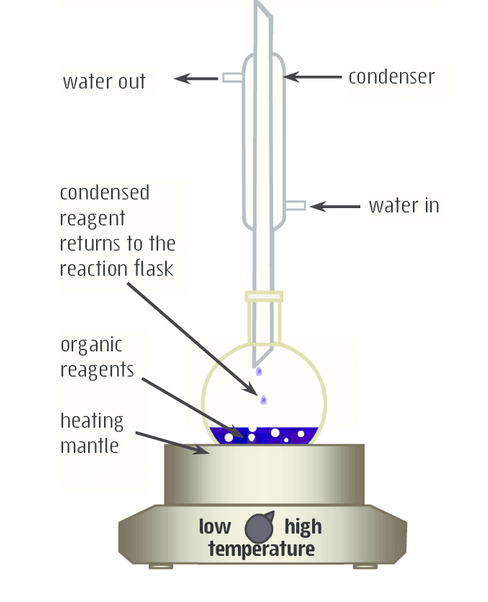 water out
condenser
condensed
reagent
returns to the
reaction flask
water in
organic
reagents
heating
mantle
low high
temperature